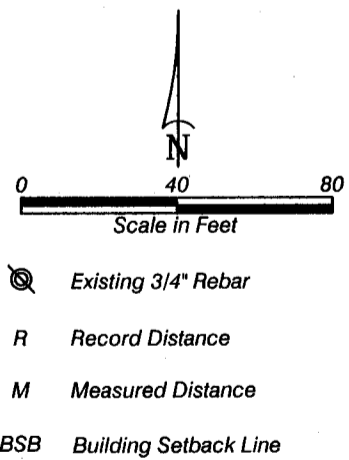 N
0 40 80
Scale in Feet
Existing 3/4" Rebar
R Record Distance
M Measured Distance
BSB Building Setback Line